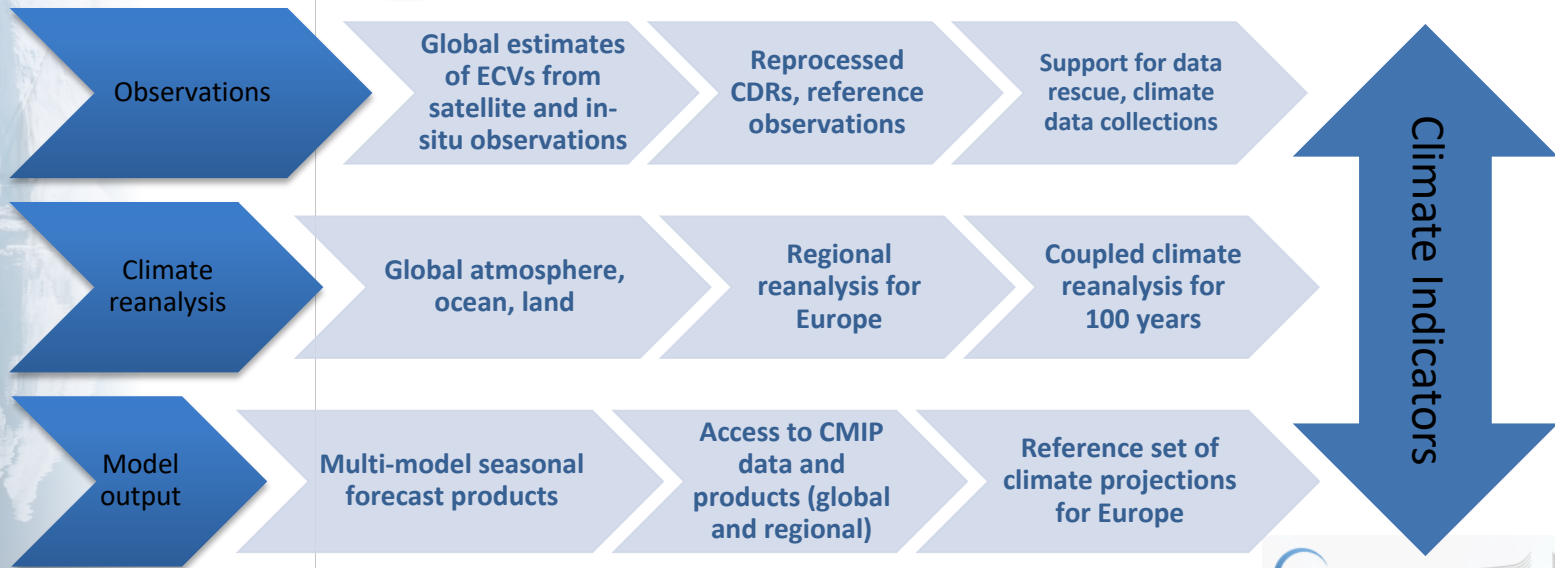 Observations
Global estimates
of ECVs from
satellite and in-
situ observations
Reprocessed
CDRs, reference
observations
Support for data
rescue, climate
data collections
Climate
reanalysis
Global atmosphere,
ocean, land
Regional
reanalysis for
Europe
Coupled climate
reanalysis for
100 years
Model
output
Multi-model seasonal
forecast products
Access to CMIP
data and
products (global
and regional)
Reference set of
climate projections
for Europe
Climate Indicators